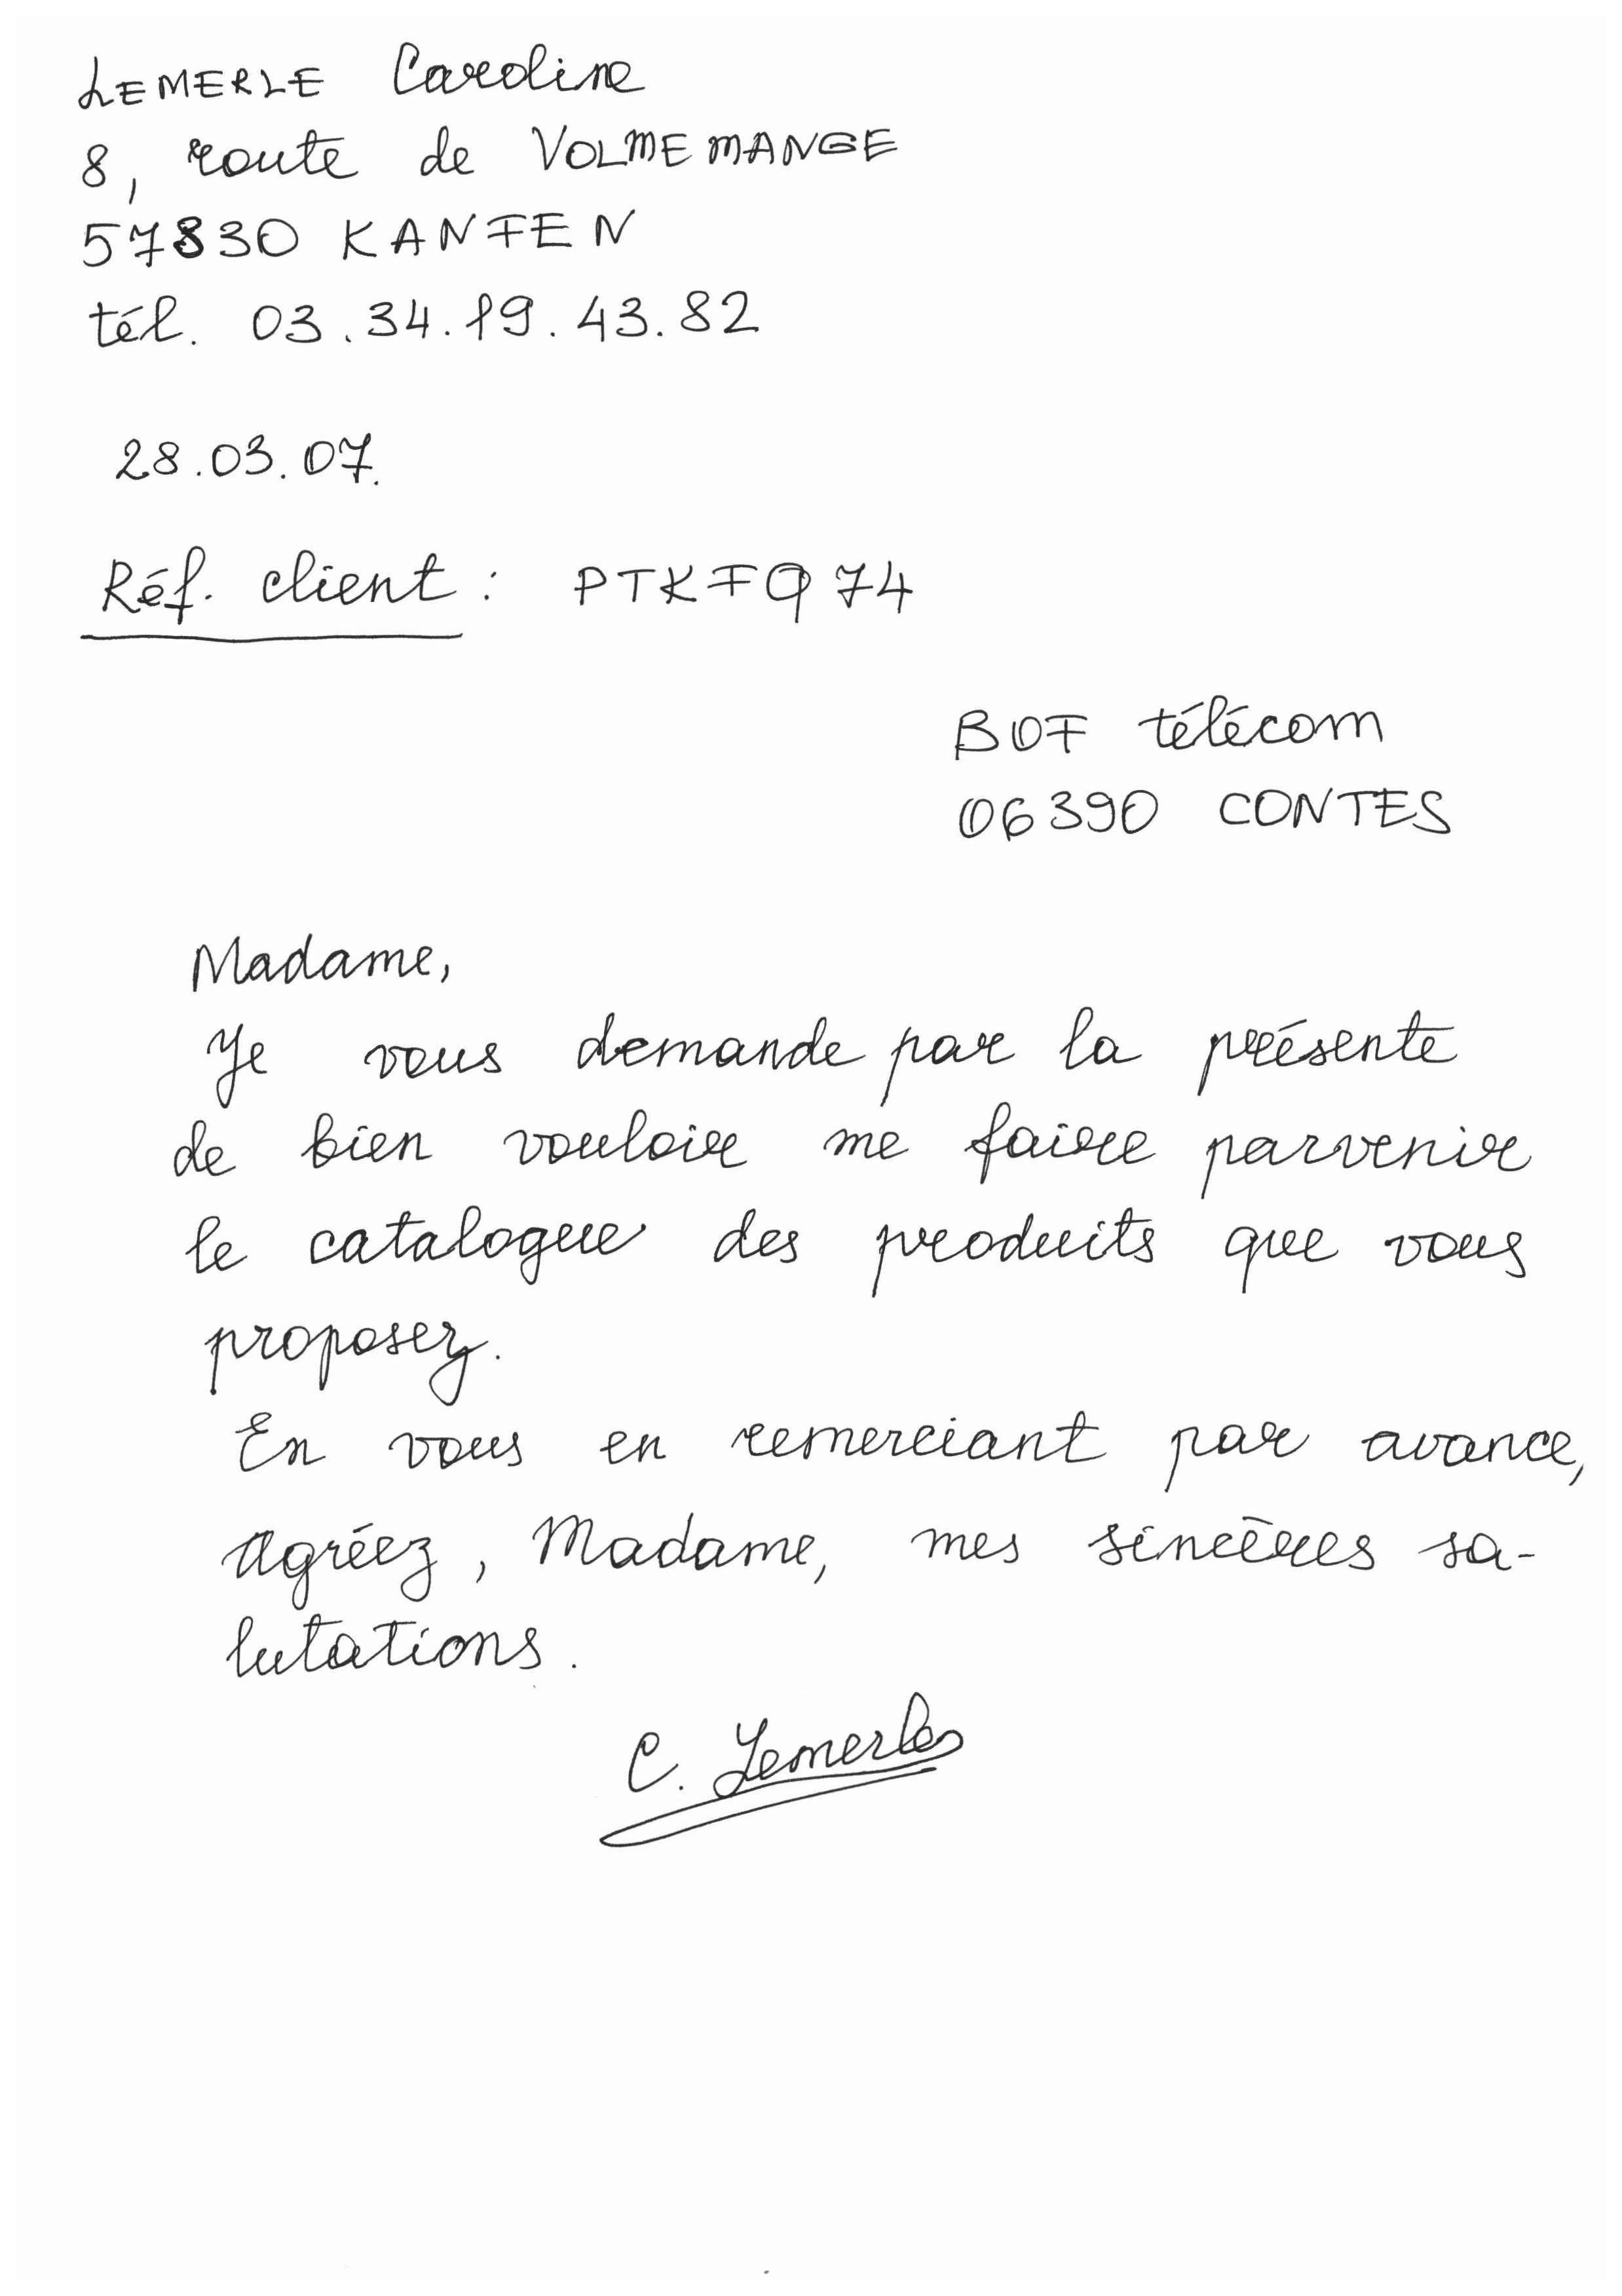 LEMERLE Caroline
8, route de VOLMEMANGE
57830 KANFEN
tél. 03.34.19.43.82
28.03.07.
Réf. client : PTKFQ74
BOF télécom
06390 CONTES
Madame,
Je vous demande par la présente
de bien vouloir me faire parvenir
le catalogue des produits que vous
proposez.
En vous en remerciant par avance,
agréez, Madame, mes sincères sa-
lutations.
C. Lemerle